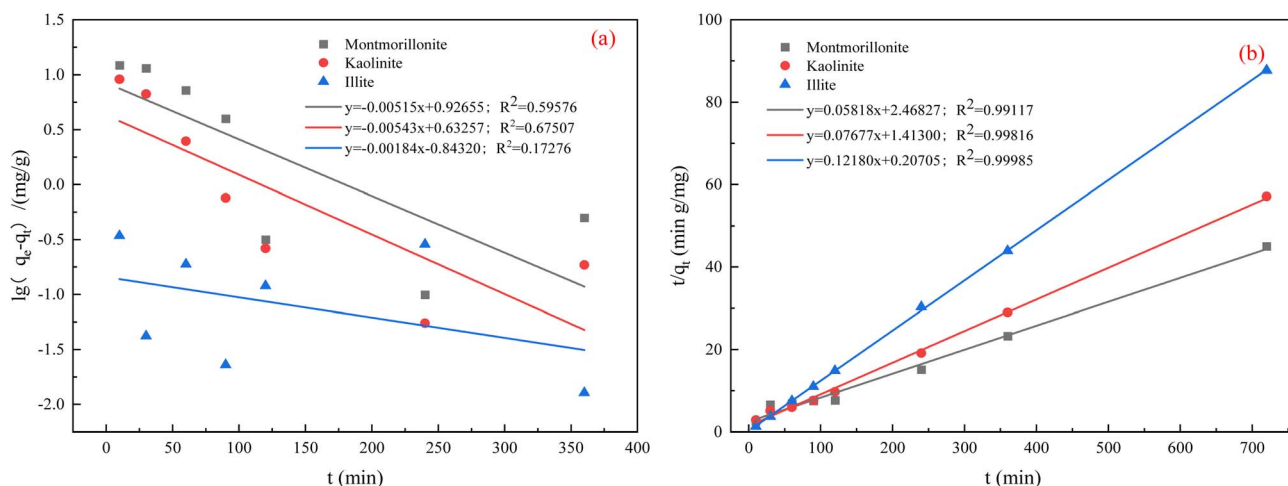 (a)
Montmorillonite
Kaolinite
Illite
y=-0.00515x+0.92655; R²=0.59576
y=-0.00543x+0.63257; R²=0.67507
y=-0.00184x-0.84320; R²=0.17276
1.5
1.0
0.5
0.0
-0.5
-1.0
-1.5
-2.0
lg( qe-qt) /(mg/g)
0 50 100 150 200 250 300 350 400
t (min)
(b)
Montmorillonite
Kaolinite
Illite
y=0.05818x+2.46827; R²=0.99117
y=0.07677x+1.41300; R²=0.99816
y=0.12180x+0.20705; R²=0.99985
100
80
60
40
20
0
t/qt (min g/mg)
0 100 200 300 400 500 600 700
t (min)